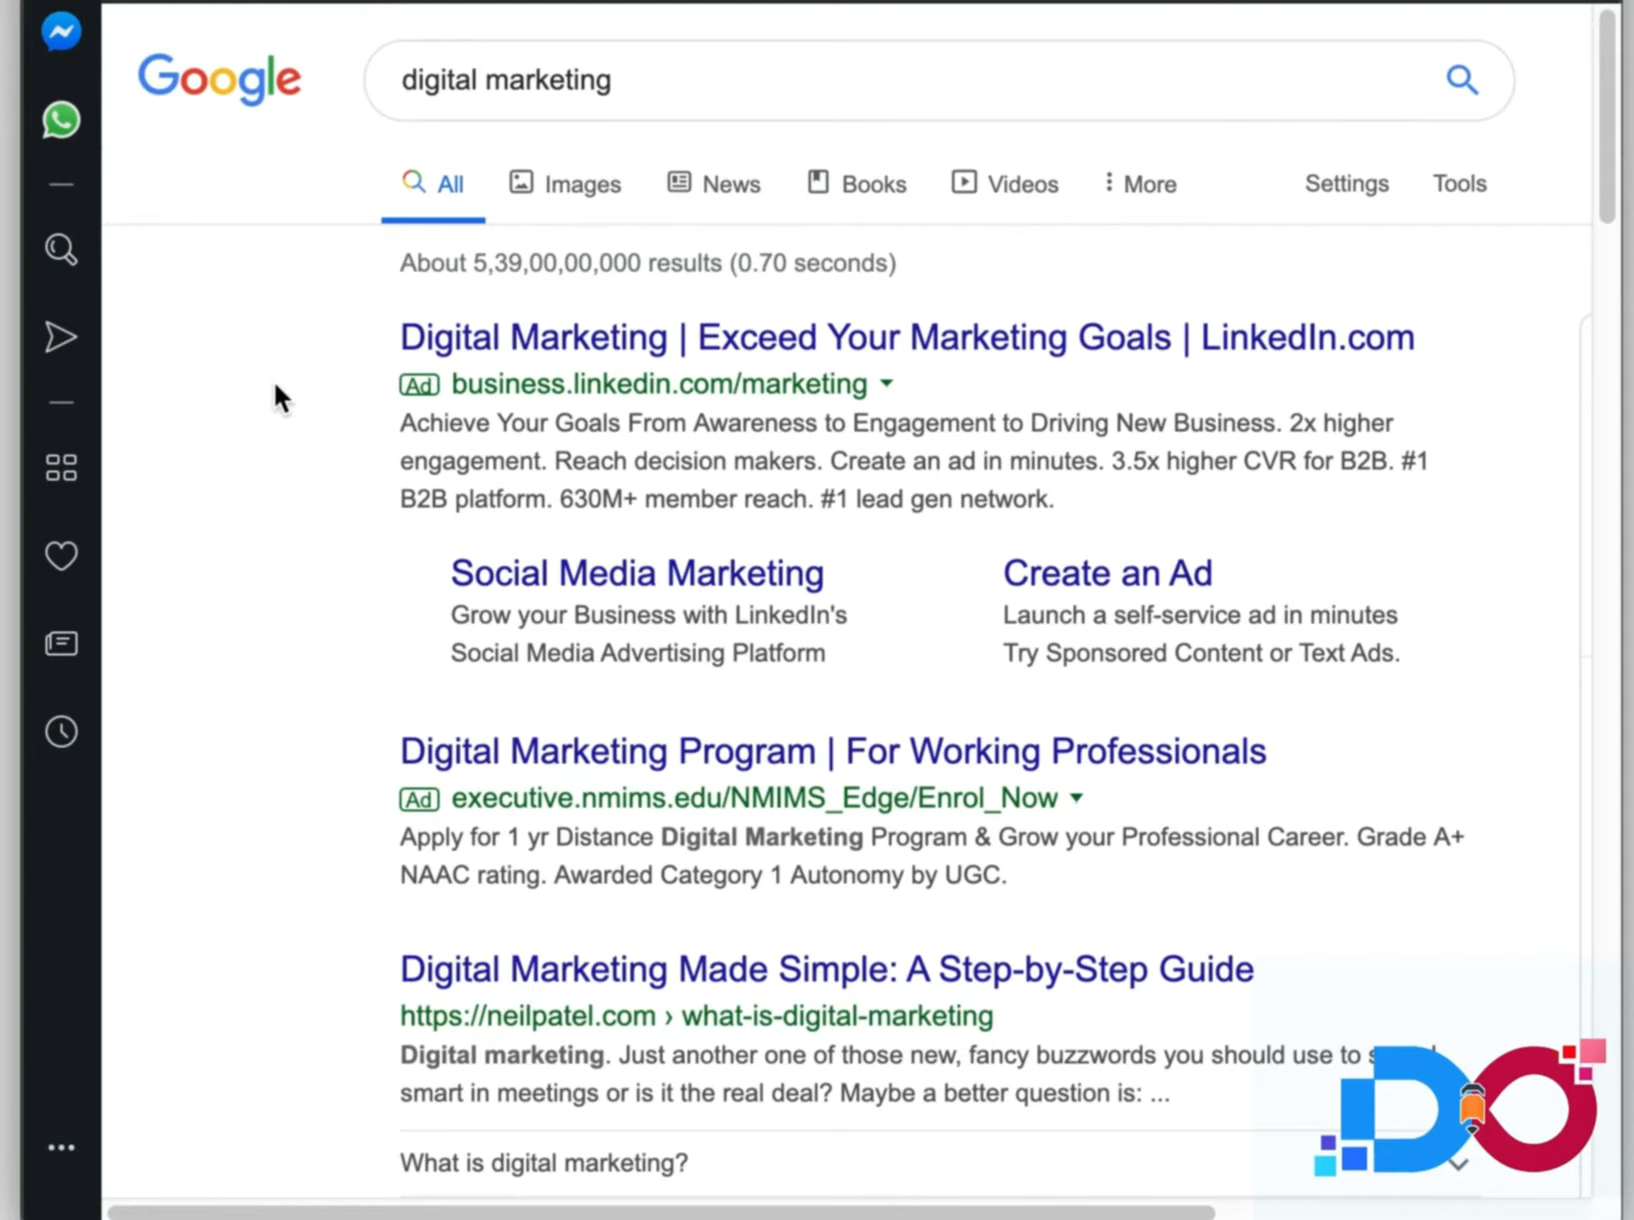 Google
digital marketing
All Images News Books Videos More Settings Tools
About 5,39,00,00,000 results (0.70 seconds)
Digital Marketing | Exceed Your Marketing Goals | LinkedIn.com
Ad business.linkedin.com/marketing
Achieve Your Goals From Awareness to Engagement to Driving New Business. 2x higher
engagement. Reach decision makers. Create an ad in minutes. 3.5x higher CVR for B2B. #1
B2B platform. 630M+ member reach. #1 lead gen network.
Social Media Marketing
Grow your Business with LinkedIn's
Social Media Advertising Platform
Create an Ad
Launch a self-service ad in minutes
Try Sponsored Content or Text Ads.
Digital Marketing Program | For Working Professionals
Ad executive.nmims.edu/NMIMS_Edge/Enrol_Now
Apply for 1 yr Distance Digital Marketing Program & Grow your Professional Career. Grade A+
NAAC rating. Awarded Category 1 Autonomy by UGC.
Digital Marketing Made Simple: A Step-by-Step Guide
https://neilpatel.com › what-is-digital-marketing
Digital marketing. Just another one of those new, fancy buzzwords you should use to
smart in meetings or is it the real deal? Maybe a better question is: ...
What is digital marketing?